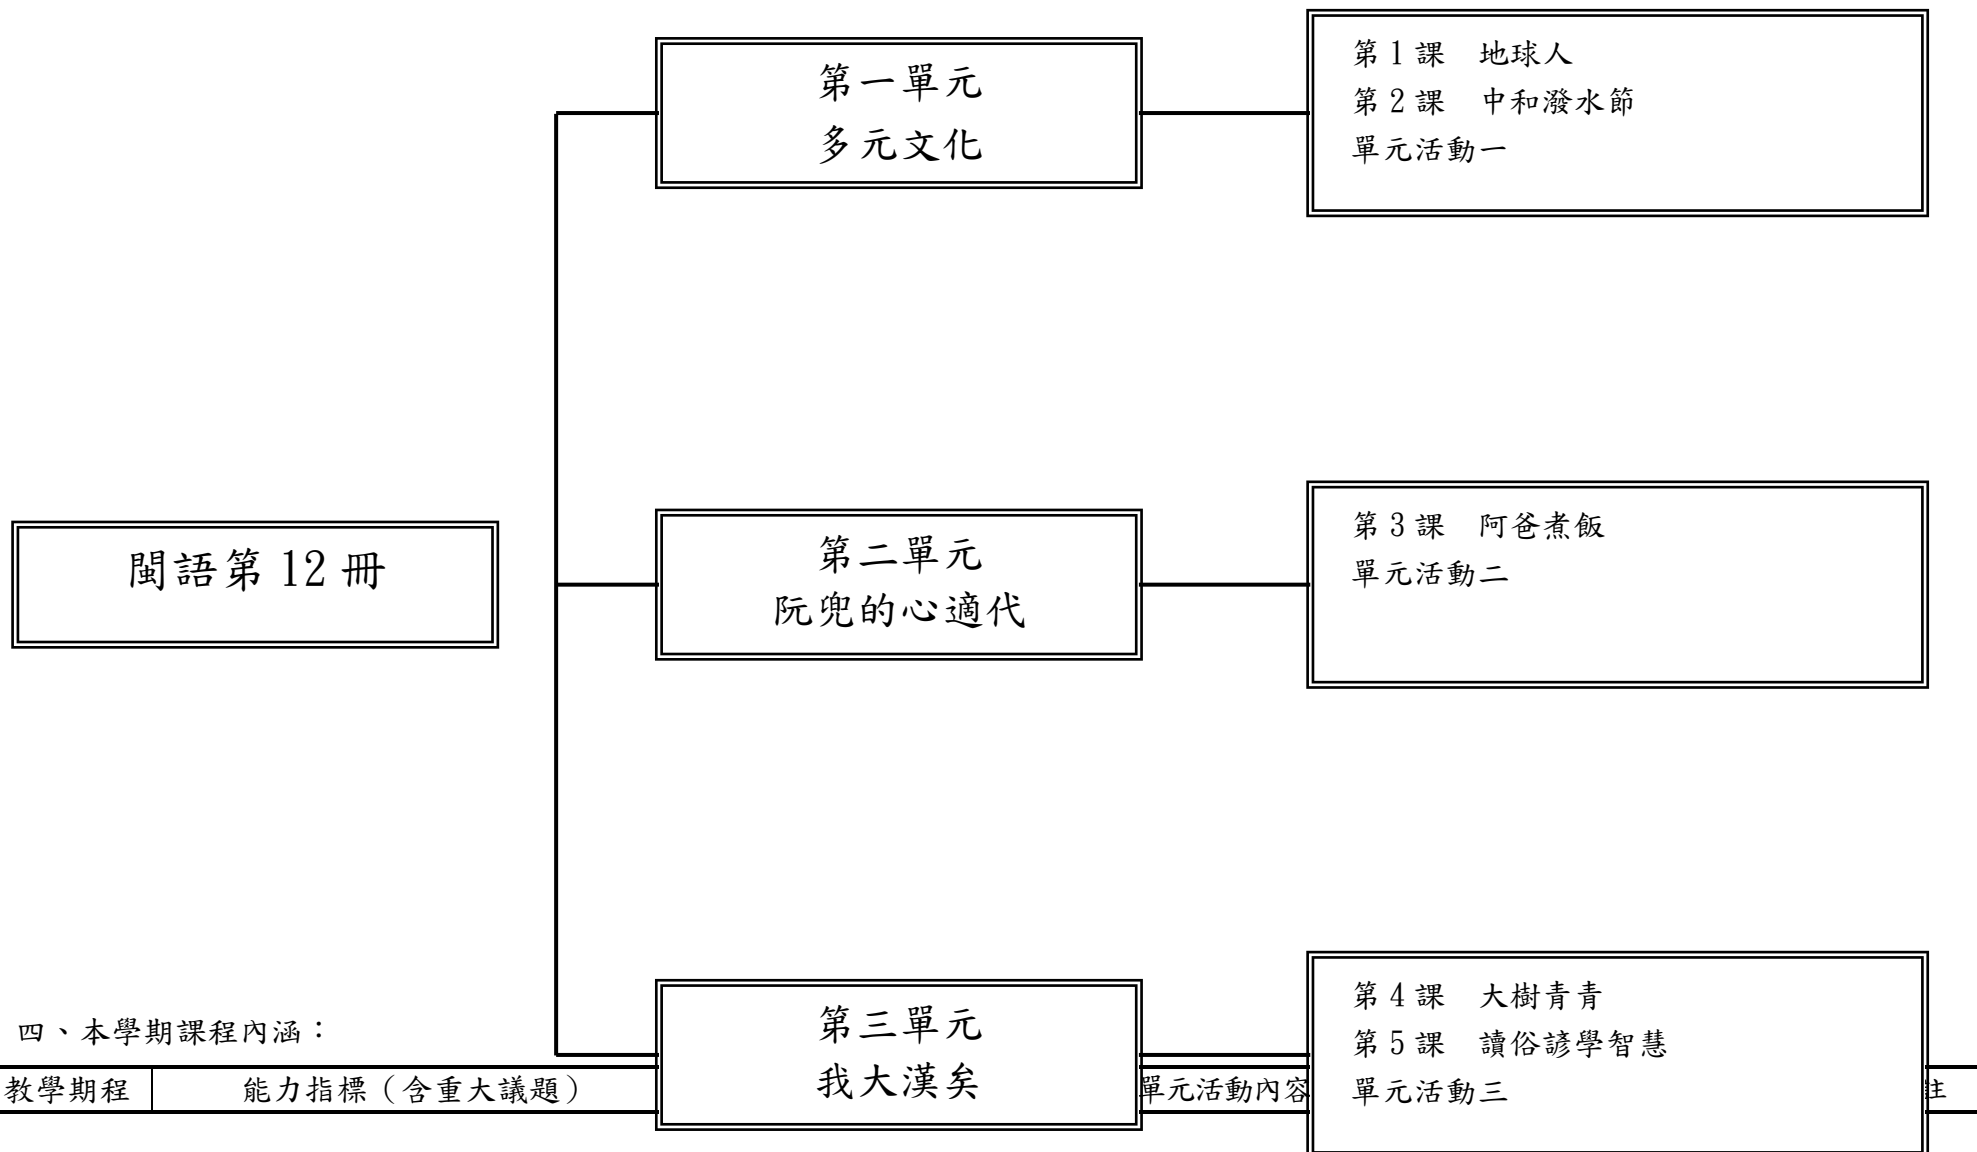 第一單元
多元文化
第1課　地球人
第2課　中和潑水節
單元活動一
閩語第12冊
第二單元
阮兜的心適代
第3課　阿爸煮飯
單元活動二
第三單元
我大漢矣
第4課　大樹青青
第5課　讀俗諺學智慧
單元活動三
四、本學期課程內涵：
教學期程　能力指標（含重大議題）　單元活動內容　註